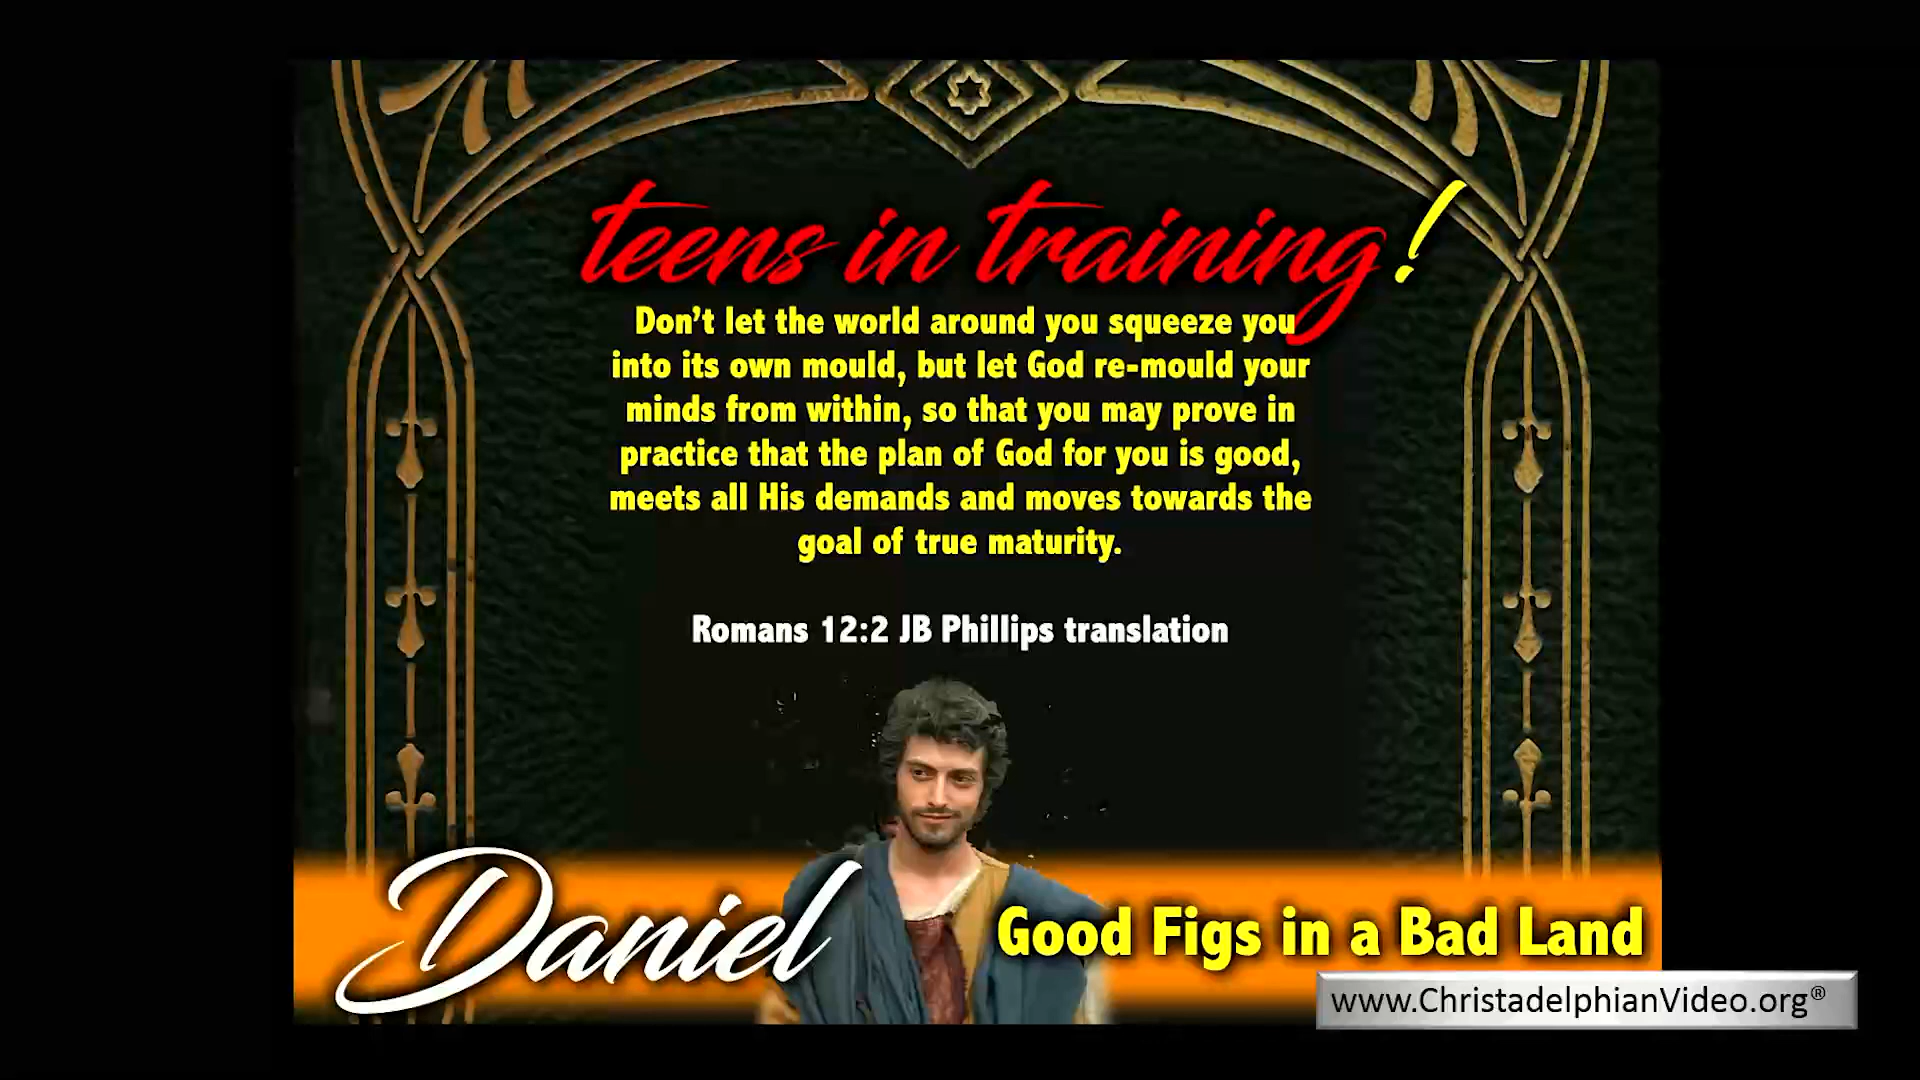 teens in training!
Don't let the world around you squeeze you
into its own mould, but let God re-mould your
minds from within, so that you may prove in
practice that the plan of God for you is good,
meets all His demands and moves towards the
goal of true maturity.
Romans 12:2 JB Phillips translation
Daniel
Good Figs in a Bad Land
www.ChristadelphianVideo.org®